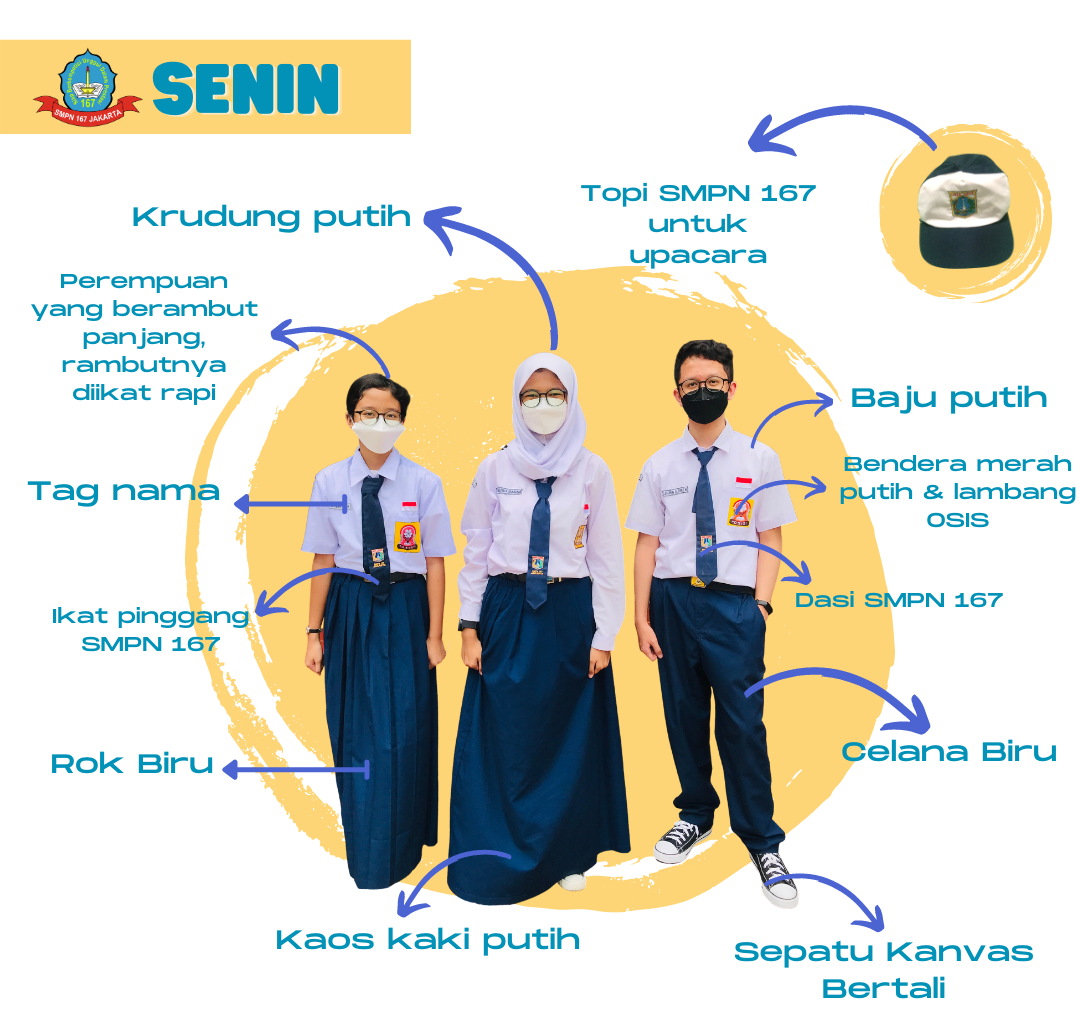 SENIN
167
SMPN 167 JAKARTA
Topi SMPN 167
untuk
upacara
Krudung putih
Perempuan
yang berambut
panjang,
rambutnya
diikat rapi
Baju putih
Bendera merah
putih & lambang
OSIS
Tag nama
Dasi SMPN 167
Ikat pinggang
SMPN 167
Celana Biru
Rok Biru
Kaos kaki putih
Sepatu Kanvas
Bertali